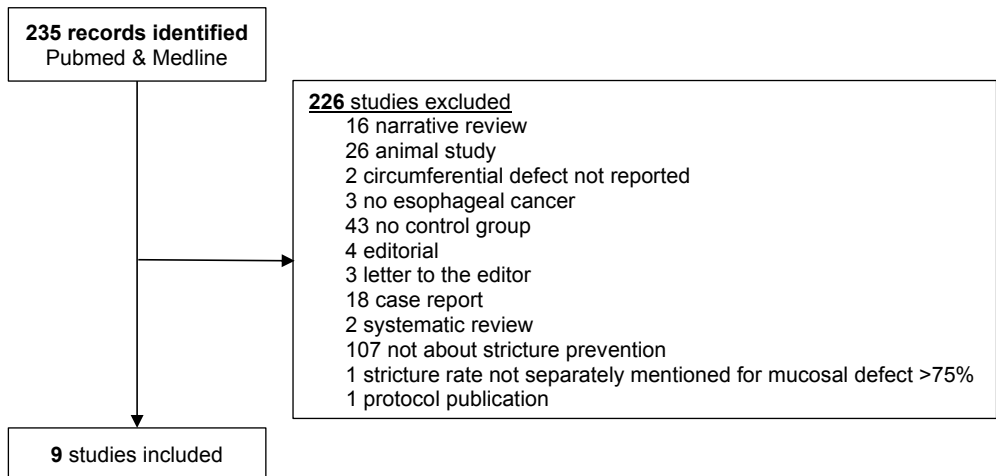 235 records identified
Pubmed & Medline
226 studies excluded
16 narrative review
26 animal study
2 circumferential defect not reported
3 no esophageal cancer
43 no control group
4 editorial
3 letter to the editor
18 case report
2 systematic review
107 not about stricture prevention
1 stricture rate not separately mentioned for mucosal defect >75%
1 protocol publication
9 studies included